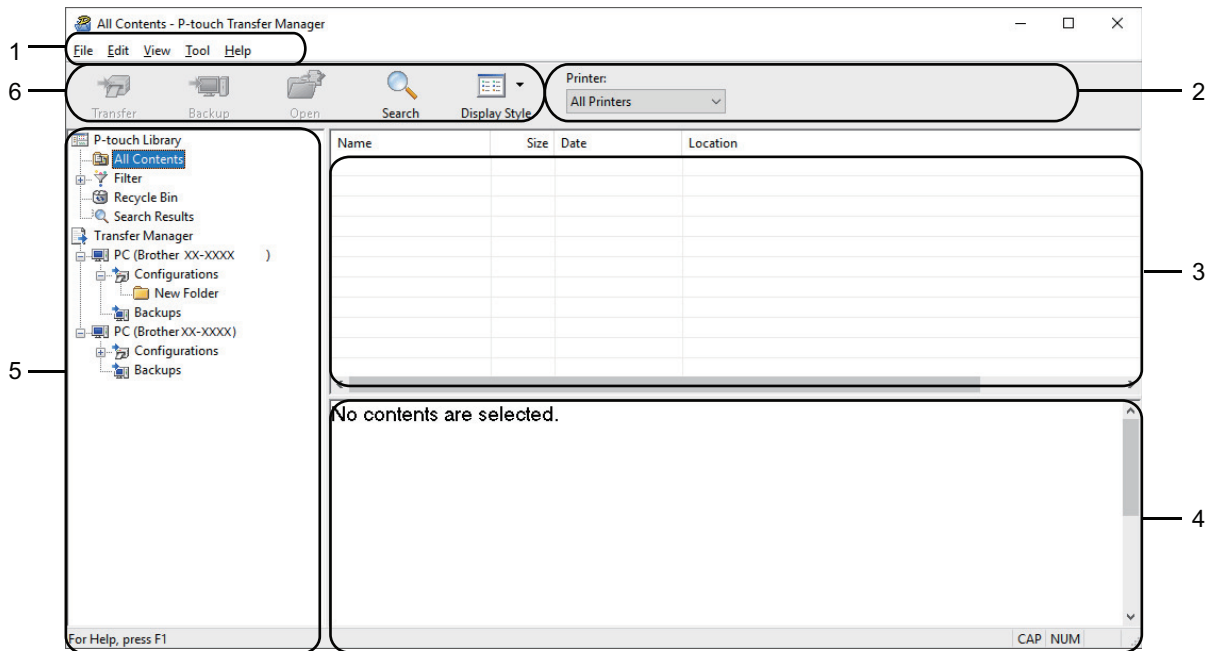 All Contents - P-touch Transfer Manager
1
File Edit View Tool Help
6
Transfer Backup Open Search Display Style
Printer:
All Printers
2
P-touch Library
All Contents
Filter
Recycle Bin
Search Results
Transfer Manager
PC (Brother XX-XXXX )
Configurations
New Folder
Backups
PC (Brother XX-XXXX)
Configurations
Backups
5
Name Size Date Location
3
No contents are selected.
4
For Help, press F1
CAP NUM